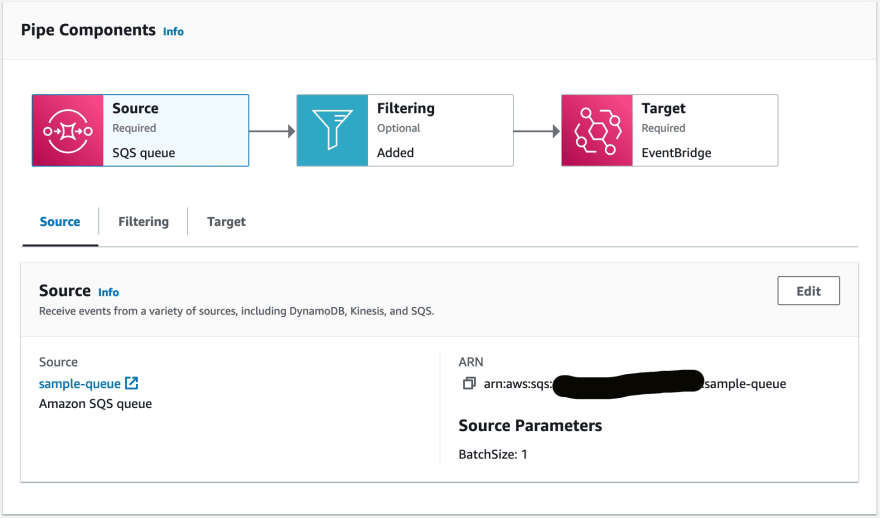 Pipe Components Info
Source
Required
SQS queue
Filtering
Optional
Added
Target
Required
EventBridge
Source
Filtering
Target
Source Info
Receive events from a variety of sources, including DynamoDB, Kinesis, and SQS.
Edit
Source
sample-queue
Amazon SQS queue
ARN
arn:aws:sqs: :sample-queue
Source Parameters
BatchSize: 1